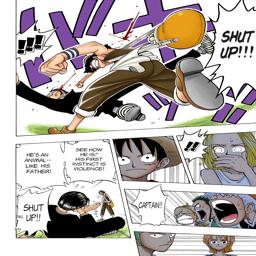 SHUT
UP!!!
!!
SEE HOW
HE IS!"
HIS FIRST
INSTINCT IS
VIOLENCE!
HE'S AN
ANIMAL--
LIKE HIS
FATHER!
SHUT
UP!!
CAPTAIN!!